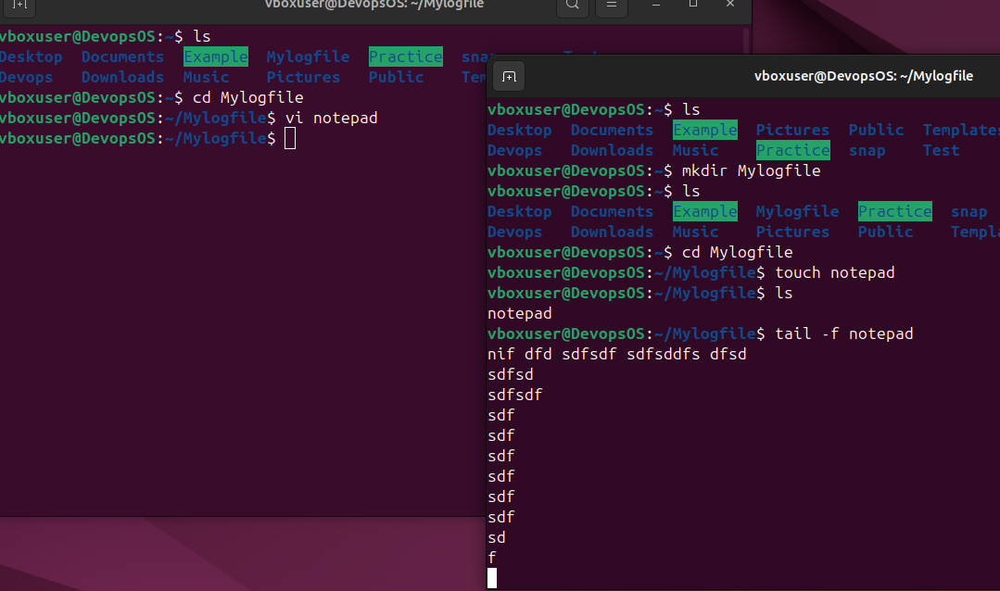 vboxuser@DevopsOS: ~/Mylogfile
vboxuser@DevopsOS:~$ ls
Desktop Documents Example Mylogfile Practice
Devops Downloads Music Pictures Public
vboxuser@DevopsOS:~$ cd Mylogfile
vboxuser@DevopsOS:~/Mylogfile$ vi notepad
vboxuser@DevopsOS:~/Mylogfile$
vboxuser@DevopsOS: ~/Mylogfile
vboxuser@DevopsOS:~$ ls
Desktop Documents Example Pictures Public Templates
Devops Downloads Music Practice snap Test
vboxuser@DevopsOS:~$ mkdir Mylogfile
vboxuser@DevopsOS:~$ ls
Desktop Documents Example Mylogfile Practice snap
Devops Downloads Music Pictures Public Templa
vboxuser@DevopsOS:~$ cd Mylogfile
vboxuser@DevopsOS:~/Mylogfile$ touch notepad
vboxuser@DevopsOS:~/Mylogfile$ ls
notepad
vboxuser@DevopsOS:~/Mylogfile$ tail -f notepad
nif dfd sdfsdf sdfsddfs dfsd
sdfsd
sdfsdf
sdf
sdf
sdf
sdf
sdf
sdf
sd
f